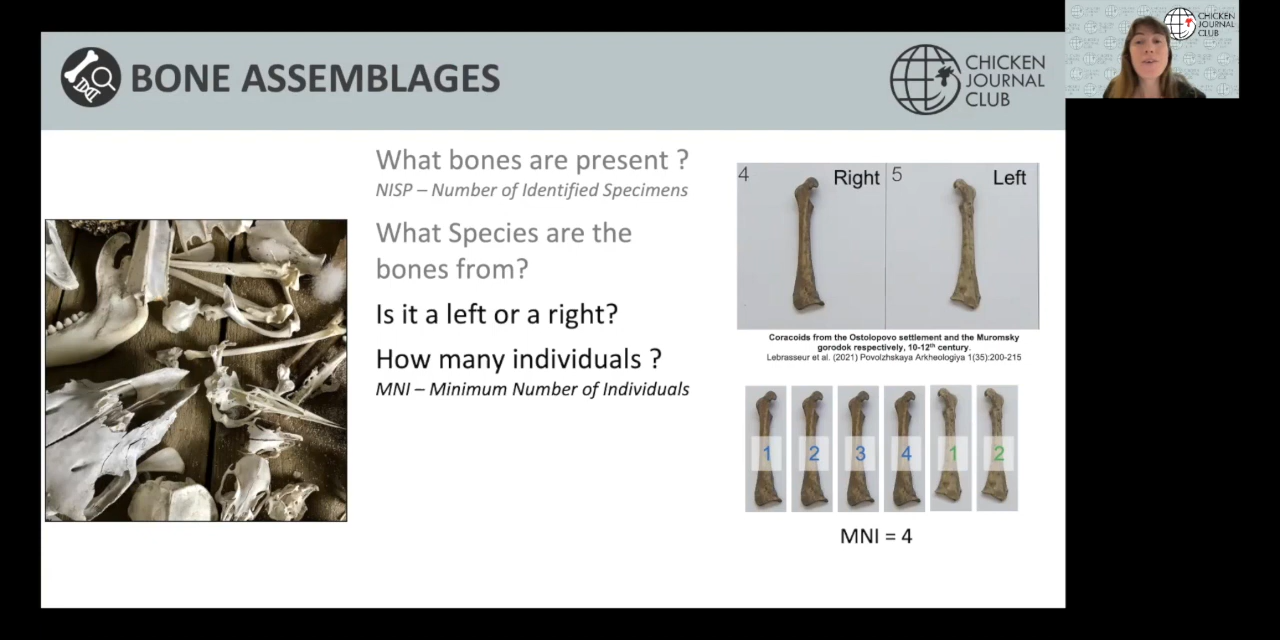 BONE ASSEMBLAGES
CHICKEN
JOURNAL
CLUB
CHICKEN
JOURNAL
CLUB
What bones are present ?
NISP – Number of Identified Specimens
What Species are the
bones from?
Is it a left or a right?
How many individuals ?
MNI – Minimum Number of Individuals
4 Right 5 Left
Coracoids from the Ostolopovo settlement and the Muromsky
gorodok respectively, 10-12th century.
Lebrasseur et al. (2021) Povolzhskaya Arkheologiya 1(35):200-215
1 2 3 4 1 2
MNI = 4